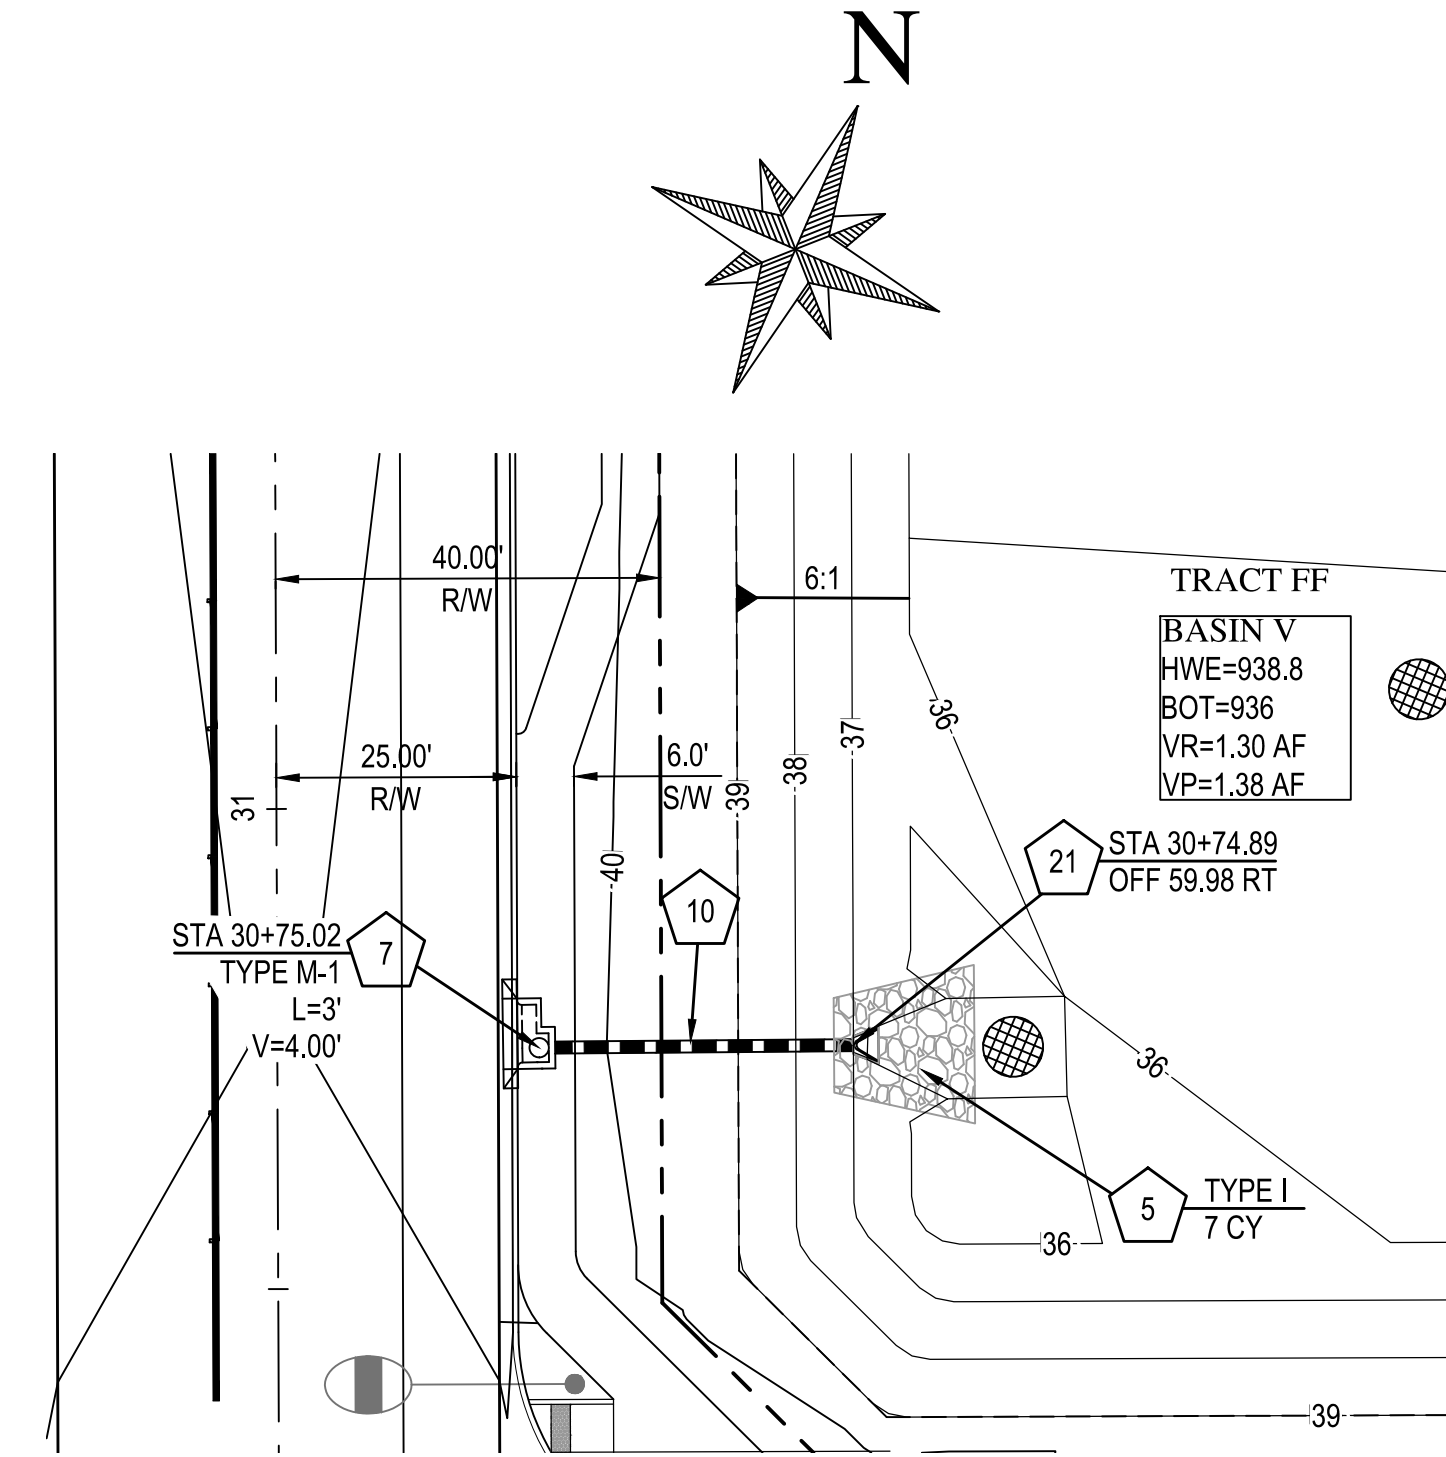 N
40.00'
R/W
6:1
TRACT FF
BASIN V
HWE=938.8
BOT=936
VR=1.30 AF
VP=1.38 AF
36
37
38
39
25.00'
R/W
6.0'
S/W
31
40
21
STA 30+74.89
OFF 59.98 RT
10
STA 30+75.02
TYPE M-1
L=3'
V=4.00'
7
36
5
TYPE I
7 CY
36
39